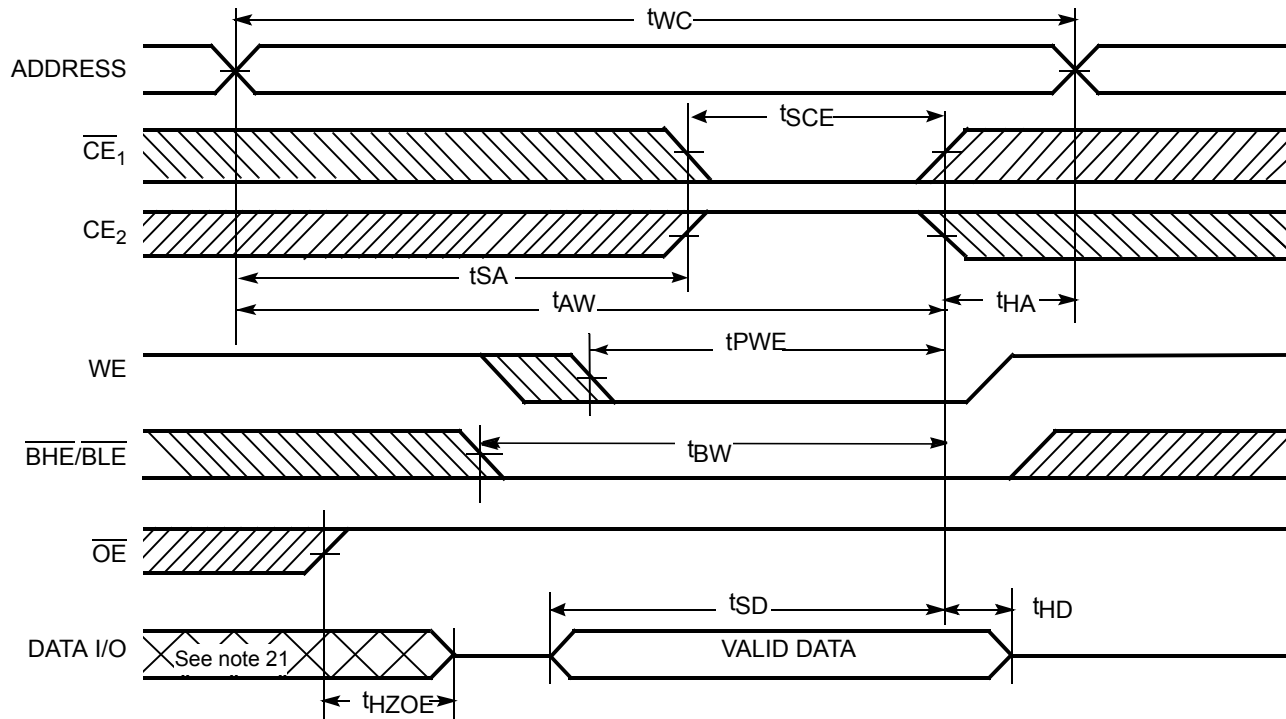 tWC
ADDRESS
tSCE
CE1
CE2
tSA
tAW
tHA
tPWE
WE
tBW
BHE/BLE
OE
tSD
tHD
DATA I/O
See note 21
VALID DATA
tHZOE